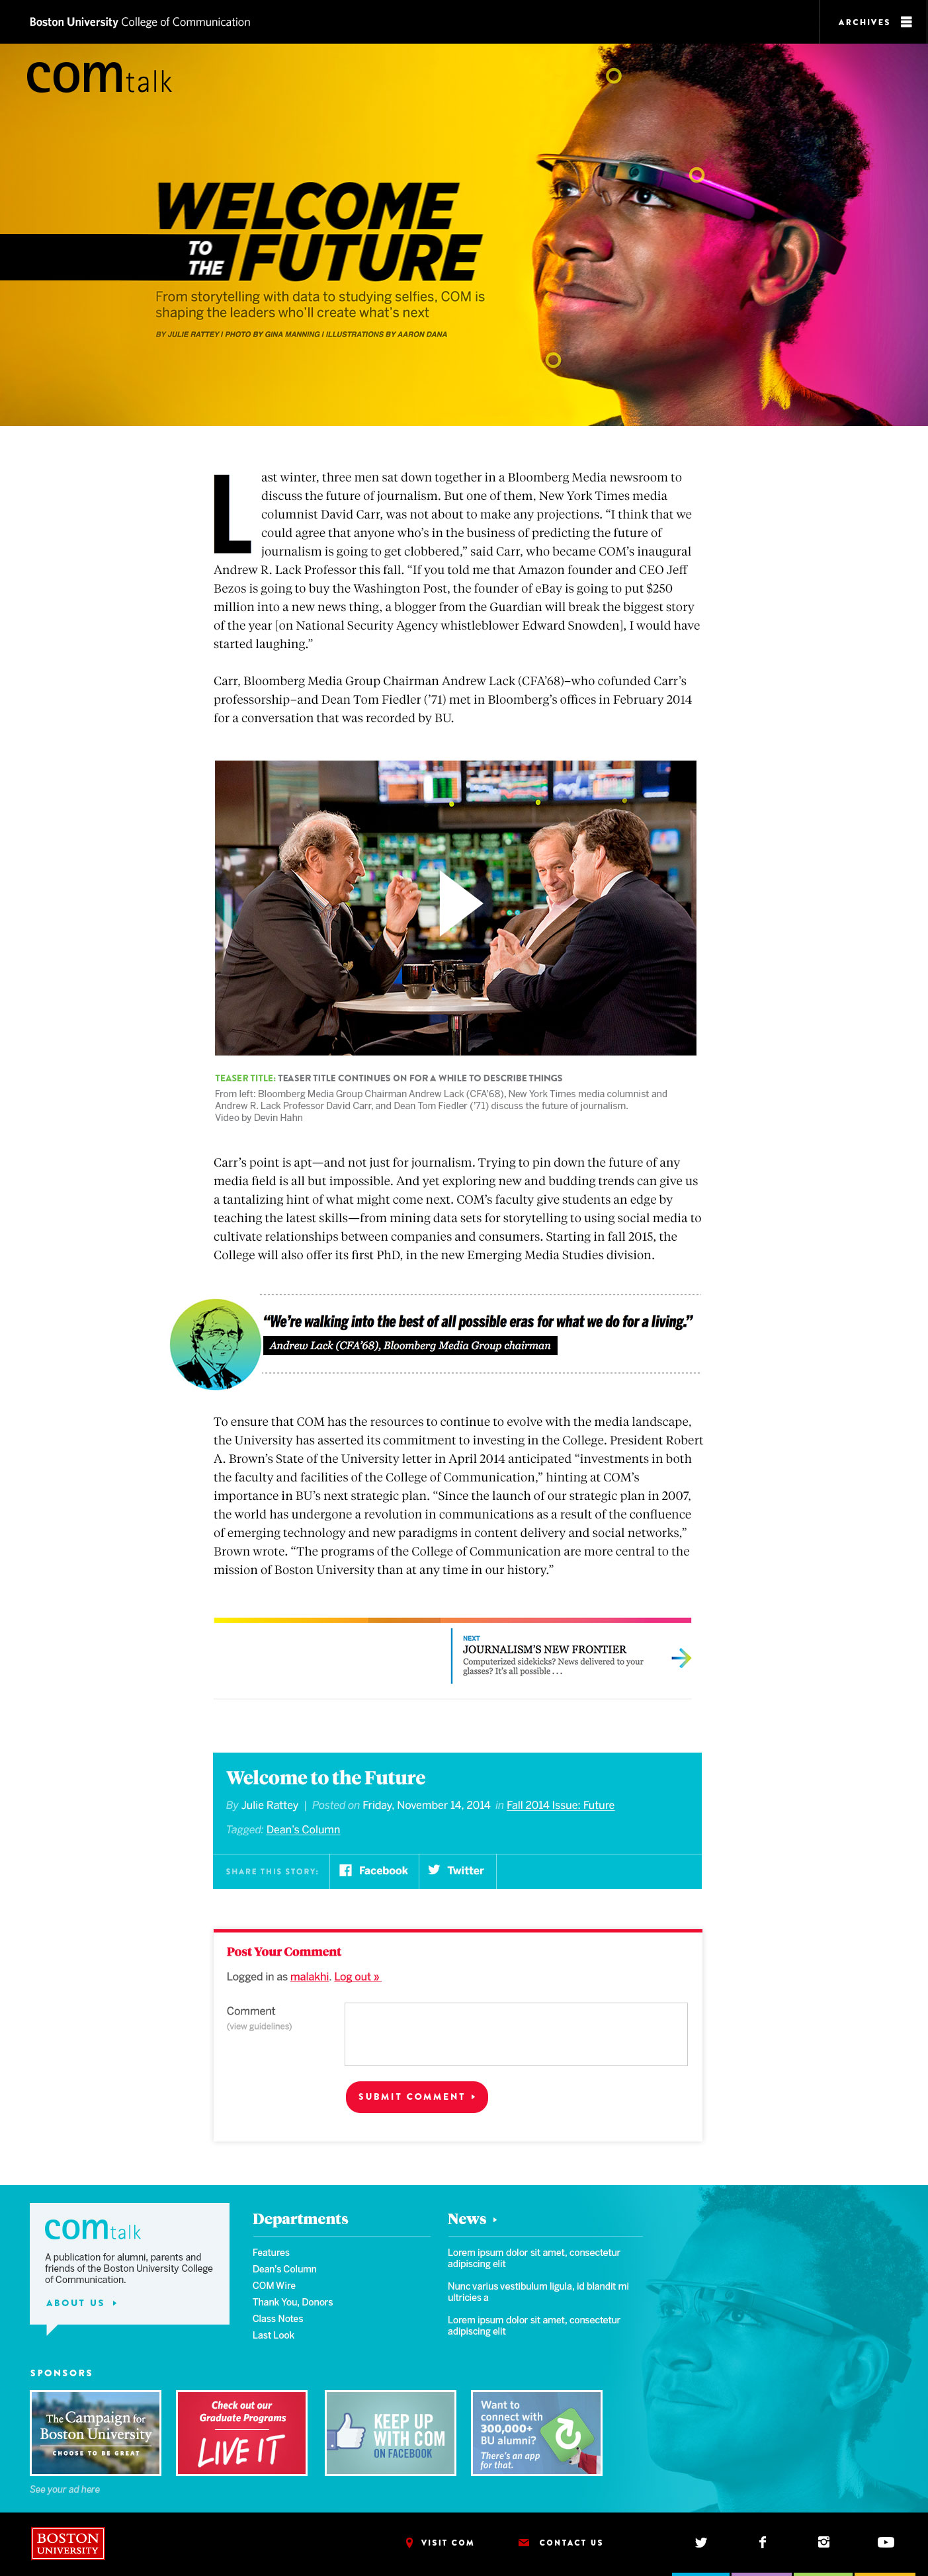 Boston University College of Communication
ARCHIVES
comtalk
WELCOME
TO THE FUTURE
From storytelling with data to studying selfies, COM is
shaping the leaders who'll create what's next
BY JULIE RATTEY I PHOTO BY GINA MANNING I ILLUSTRATIONS BY AARON DANA
Last winter, three men sat down together in a Bloomberg Media newsroom to
discuss the future of journalism. But one of them, New York Times media
columnist David Carr, was not about to make any projections. “I think that we
could agree that anyone who’s in the business of predicting the future of
journalism is going to get clobbered,” said Carr, who became COM’s inaugural
Andrew R. Lack Professor this fall. “If you told me that Amazon founder and CEO Jeff
Bezos is going to buy the Washington Post, the founder of eBay is going to put $250
million into a new news thing, a blogger from the Guardian will break the biggest story
of the year [on National Security Agency whistleblower Edward Snowden], I would have
started laughing.”
Carr, Bloomberg Media Group Chairman Andrew Lack (CFA’68)–who cofunded Carr’s
professorship–and Dean Tom Fiedler (’71) met in Bloomberg’s offices in February 2014
for a conversation that was recorded by BU.
TEASER TITLE: TEASER TITLE CONTINUES ON FOR A WHILE TO DESCRIBE THINGS
From left: Bloomberg Media Group Chairman Andrew Lack (CFA’68), New York Times media columnist and
Andrew R. Lack Professor David Carr, and Dean Tom Fiedler (’71) discuss the future of journalism.
Video by Devin Hahn
Carr’s point is apt—and not just for journalism. Trying to pin down the future of any
media field is all but impossible. And yet exploring new and budding trends can give us
a tantalizing hint of what might come next. COM’s faculty give students an edge by
teaching the latest skills—from mining data sets for storytelling to using social media to
cultivate relationships between companies and consumers. Starting in fall 2015, the
College will also offer its first PhD, in the new Emerging Media Studies division.
“We’re walking into the best of all possible eras for what we do for a living.”
Andrew Lack (CFA’68), Bloomberg Media Group chairman
To ensure that COM has the resources to continue to evolve with the media landscape,
the University has asserted its commitment to investing in the College. President Robert
A. Brown’s State of the University letter in April 2014 anticipated “investments in both
the faculty and facilities of the College of Communication,” hinting at COM’s
importance in BU’s next strategic plan. “Since the launch of our strategic plan in 2007,
the world has undergone a revolution in communications as a result of the confluence
of emerging technology and new paradigms in content delivery and social networks,”
Brown wrote. “The programs of the College of Communication are more central to the
mission of Boston University than at any time in our history.”
NEXT
JOURNALISM’S NEW FRONTIER
Computerized sidekicks? News delivered to your
glasses? It’s all possible . . .
Welcome to the Future
By Julie Rattey | Posted on Friday, November 14, 2014 in Fall 2014 Issue: Future
Tagged: Dean’s Column
SHARE THIS STORY: Facebook Twitter
Post Your Comment
Logged in as malakhi. Log out »
Comment
(view guidelines)
SUBMIT COMMENT
comtalk
A publication for alumni, parents and
friends of the Boston University College
of Communication.
ABOUT US
Departments
Features
Dean’s Column
COM Wire
Thank You, Donors
Class Notes
Last Look
News
Lorem ipsum dolor sit amet, consectetur
adipiscing elit
Nunc varius vestibulum ligula, id blandit mi
ultricies a
Lorem ipsum dolor sit amet, consectetur
adipiscing elit
SPONSORS
The Campaign for
Boston University
CHOOSE TO BE GREAT
Check out our
Graduate Programs
LIVE IT
KEEP UP
WITH COM
ON FACEBOOK
Want to
connect with
300,000+
BU alumni?
There’s an app
for that.
See your ad here
BOSTON
UNIVERSITY
VISIT COM
CONTACT US